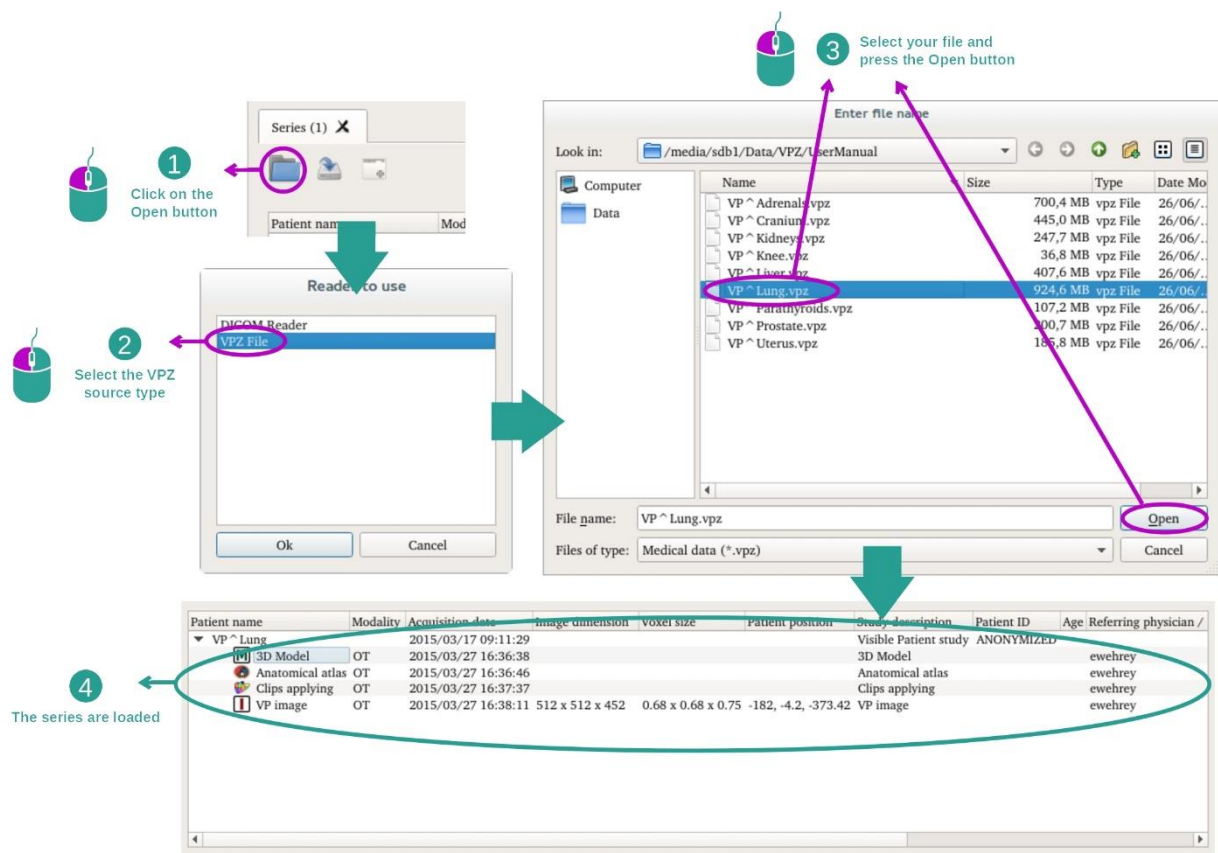 3
Select your file and
press the Open button
Series (1)
1
Click on the
Open button
Patient name Mod
Reader to use
DICOM Reader
VPZ File
2
Select the VPZ
source type
Ok Cancel
Enter file name
Look in: /media/sdb1/Data/VPZ/UserManual
Computer
Data
Name Size Type Date Mo
VP^Adrenals.vpz 700,4 MB vpz File 26/06/..
VP^Cranium.vpz 445,0 MB vpz File 26/06/..
VP^Kidneys.vpz 247,7 MB vpz File 26/06/..
VP^Knee.vpz 36,8 MB vpz File 26/06/..
VP^Liver.vpz 407,6 MB vpz File 26/06/..
VP^Lung.vpz 924,6 MB vpz File 26/06/..
VP^Parathyroids.vpz 107,2 MB vpz File 26/06/..
VP^Prostate.vpz 200,7 MB vpz File 26/06/..
VP^Uterus.vpz 185,8 MB vpz File 26/06/..
File name: VP^Lung.vpz Open
Files of type: Medical data (*.vpz) Cancel
Patient name Modality Acquisition date Image dimension Voxel size Patient position Study description Patient ID Age Referring physician /
VP^Lung 2015/03/17 09:11:29 Visible Patient study ANONYMIZED
M 3D Model OT 2015/03/27 16:36:38 3D Model ewehrey
Anatomical atlas OT 2015/03/27 16:36:46 Anatomical atlas ewehrey
Clips applying OT 2015/03/27 16:37:37 Clips applying ewehrey
I VP image OT 2015/03/27 16:38:11 512 x 512 x 452 0.68 x 0.68 x 0.75 -182, -4.2, -373.42 VP image ewehrey
4
The series are loaded